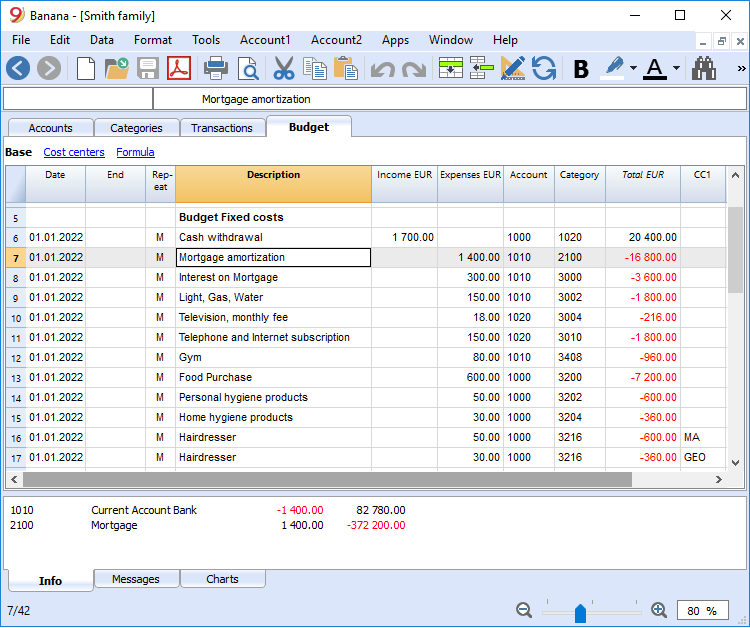 Banana - [Smith family]
File Edit Data Format Tools Account1 Account2 Apps Window Help
B A »
Mortgage amortization
Accounts Categories Transactions Budget
Base Cost centers Formula
Date End Rep-eat Description Income EUR Expenses EUR Account Category Total EUR CC1
5 Budget Fixed costs
6 01.01.2022 M Cash withdrawal 1 700.00 1000 1020 20 400.00
7 01.01.2022 M Mortgage amortization 1 400.00 1010 2100 -16 800.00
8 01.01.2022 M Interest on Mortgage 300.00 1010 3000 -3 600.00
9 01.01.2022 M Light, Gas, Water 150.00 1010 3002 -1 800.00
10 01.01.2022 M Television, monthly fee 18.00 1020 3004 -216.00
11 01.01.2022 M Telephone and Internet subscription 150.00 1020 3010 -1 800.00
12 01.01.2022 M Gym 80.00 1010 3408 -960.00
13 01.01.2022 M Food Purchase 600.00 1000 3200 -7 200.00
14 01.01.2022 M Personal hygiene products 50.00 1000 3202 -600.00
15 01.01.2022 M Home hygiene products 30.00 1000 3204 -360.00
16 01.01.2022 M Hairdresser 50.00 1000 3216 -600.00 MA
17 01.01.2022 M Hairdresser 30.00 1000 3216 -360.00 GEO
1010 Current Account Bank -1 400.00 82 780.00
2100 Mortgage 1 400.00 -372 200.00
Info Messages Charts
7/42 80 %